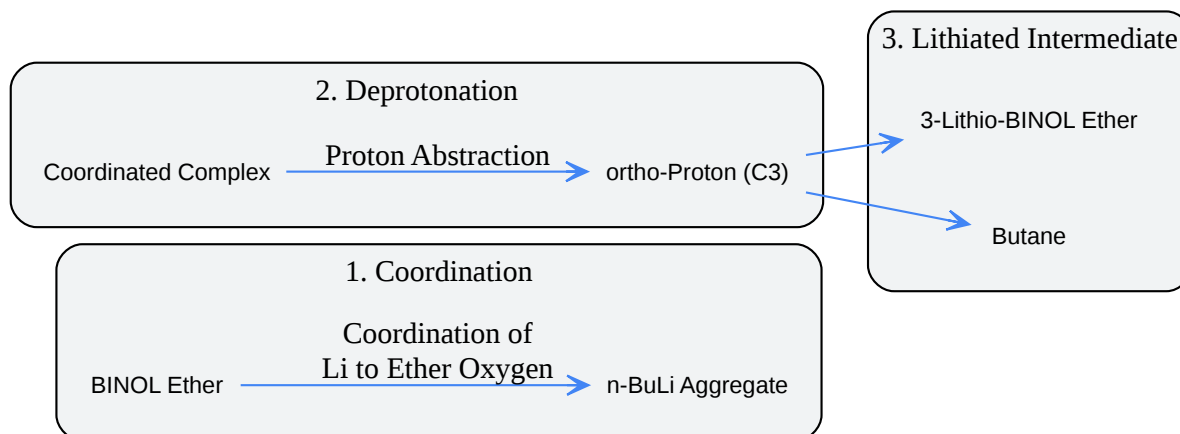 3. Lithiated Intermediate
3-Lithio-BINOL Ether
Butane
2. Deprotonation
Coordinated Complex
Proton Abstraction
ortho-Proton (C3)
1. Coordination
BINOL Ether
Coordination of
Li to Ether Oxygen
n-BuLi Aggregate